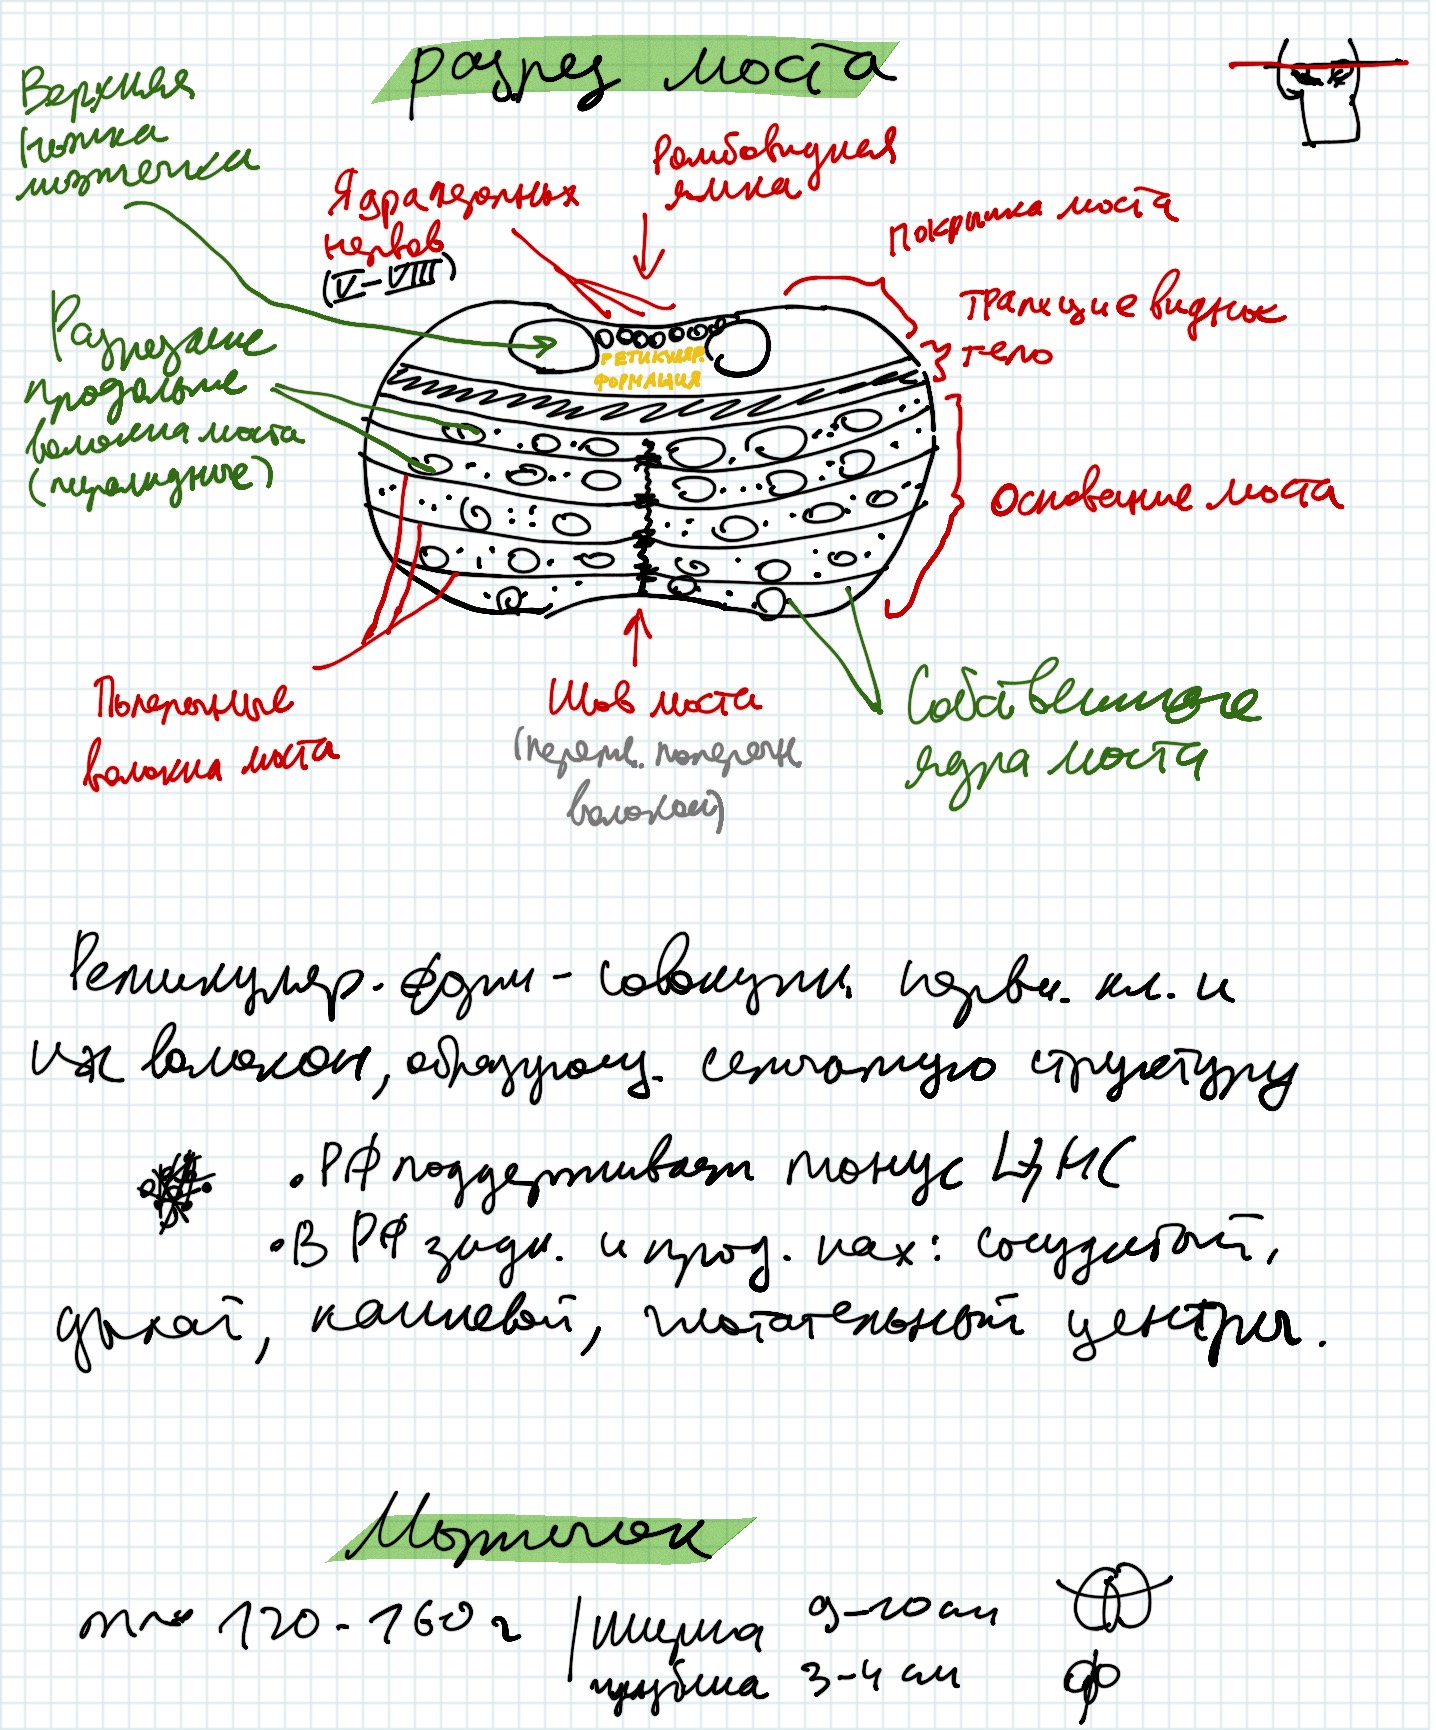 разрез моста
Верхняя
ножка
мозжечка
Ядра черепных
нервов
(V-VIII)
Ромбовидная
ямка
Покрышка моста
Трапециевидное
тело
РЕТИКУЛЯР.
ФОРМАЦИЯ
Разрезаные
продольные
волокна моста
(пирамидные)
Основание моста
Поперечные
волокна моста
Шов моста
поперечн
волокон)
Собственные
ядра моста
Ретикуляр. форм - совокупн. нервн. кл. и
их волокон, образующ. сетчатую структуру
• РФ поддерживает тонус ЦНС
• В РФ задн. и прод. нах: сосудистый,
дыхат, кашлевой, глотательный центры.
Мозжечок
m ~ 120-160 г
Ширина 9-10 см
глубина 3-4 см